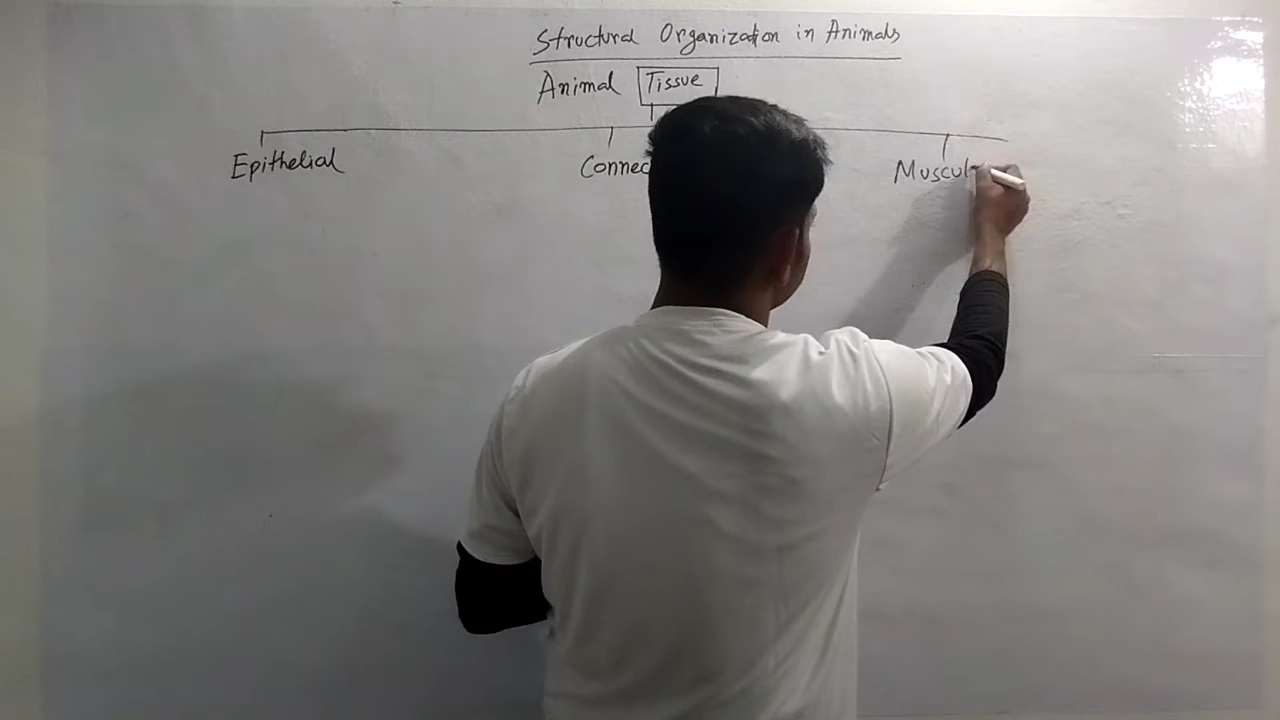 Structural Organization in Animals
Animal Tissue
Epithelial Connec Muscul